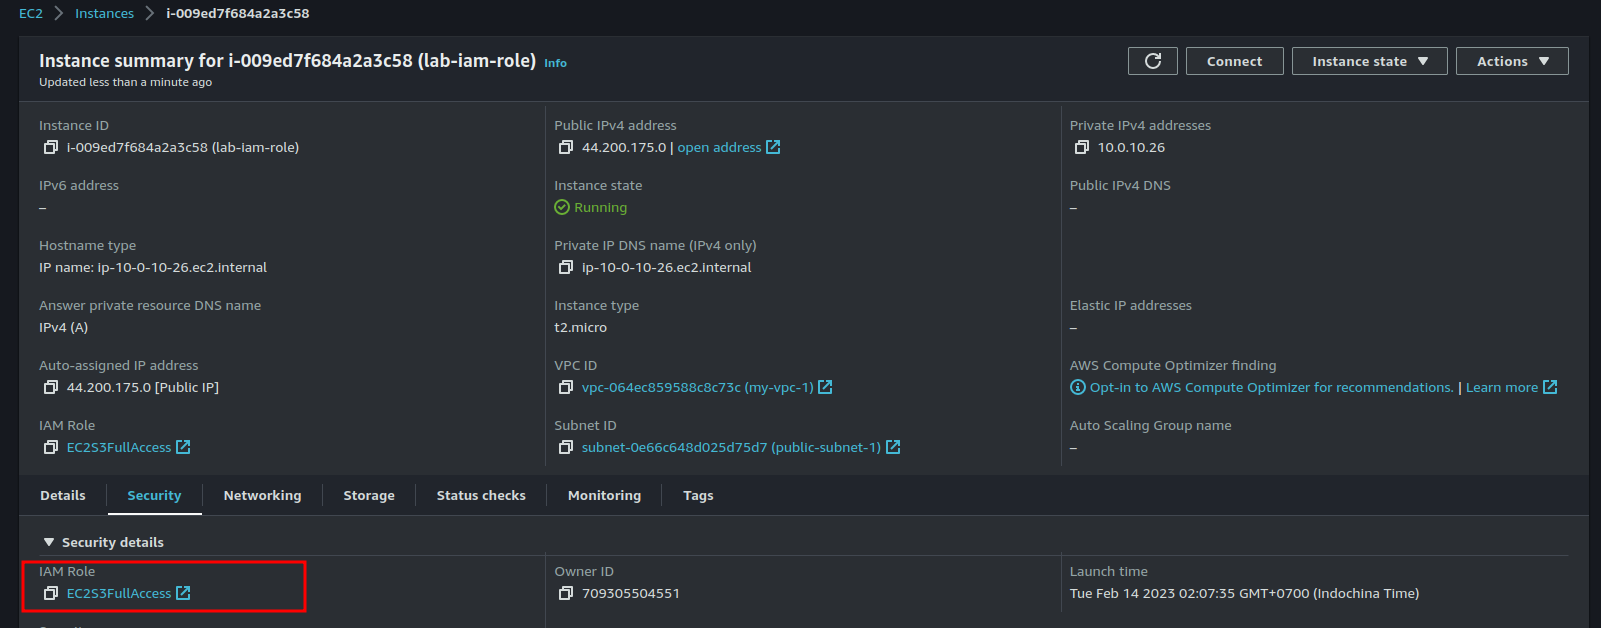 EC2 > Instances > i-009ed7f684a2a3c58
Instance summary for i-009ed7f684a2a3c58 (lab-iam-role) Info
Updated less than a minute ago
Connect
Instance state
Actions
Instance ID
i-009ed7f684a2a3c58 (lab-iam-role)
Public IPv4 address
44.200.175.0 | open address
Private IPv4 addresses
10.0.10.26
IPv6 address
–
Instance state
Running
Public IPv4 DNS
–
Hostname type
IP name: ip-10-0-10-26.ec2.internal
Private IP DNS name (IPv4 only)
ip-10-0-10-26.ec2.internal
Answer private resource DNS name
IPv4 (A)
Instance type
t2.micro
Elastic IP addresses
–
Auto-assigned IP address
44.200.175.0 [Public IP]
VPC ID
vpc-064ec859588c8c73c (my-vpc-1)
AWS Compute Optimizer finding
Opt-in to AWS Compute Optimizer for recommendations. | Learn more
IAM Role
EC2S3FullAccess
Subnet ID
subnet-0e66c648d025d75d7 (public-subnet-1)
Auto Scaling Group name
–
Details
Security
Networking
Storage
Status checks
Monitoring
Tags
Security details
IAM Role
EC2S3FullAccess
Owner ID
709305504551
Launch time
Tue Feb 14 2023 02:07:35 GMT+0700 (Indochina Time)